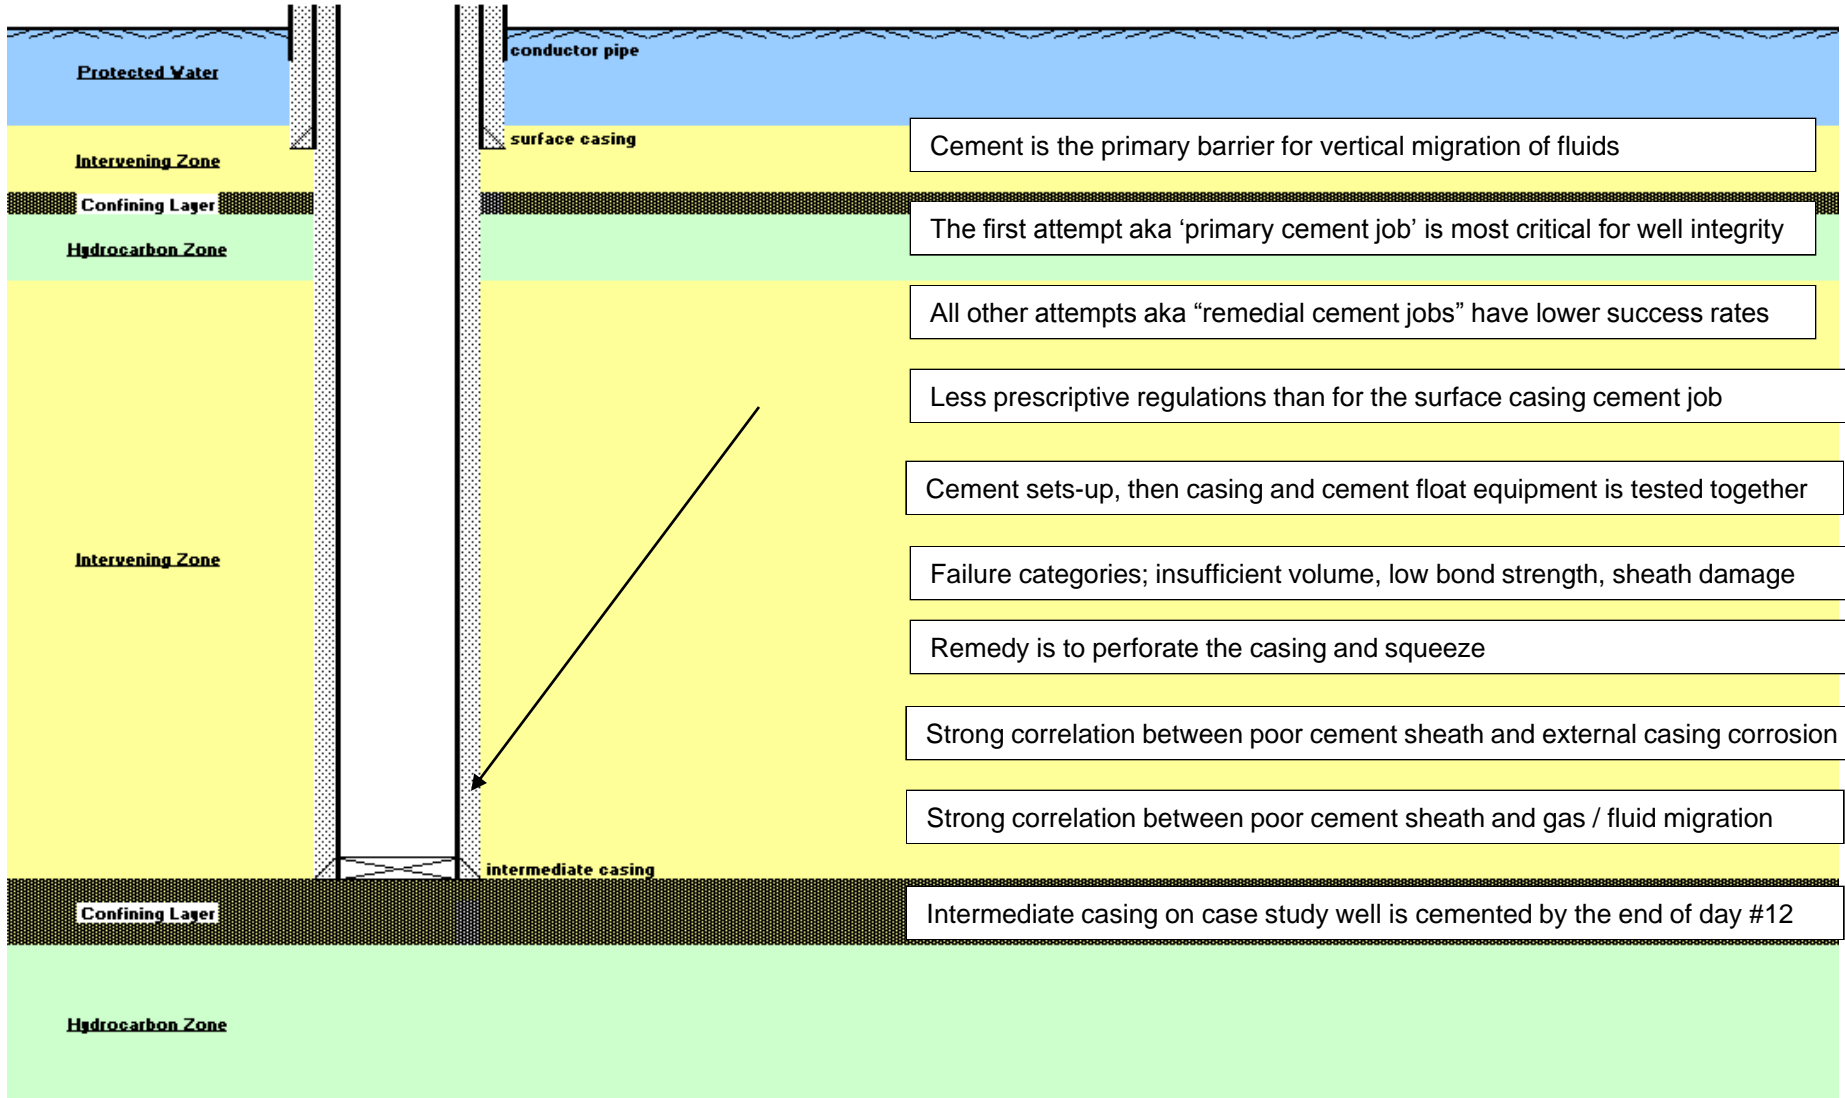 conductor pipe
Protected Water
surface casing
Cement is the primary barrier for vertical migration of fluids
Intervening Zone
Confining Layer
The first attempt aka ‘primary cement job’ is most critical for well integrity
Hydrocarbon Zone
All other attempts aka “remedial cement jobs” have lower success rates
Less prescriptive regulations than for the surface casing cement job
Cement sets-up, then casing and cement float equipment is tested together
Intervening Zone
Failure categories; insufficient volume, low bond strength, sheath damage
Remedy is to perforate the casing and squeeze
Strong correlation between poor cement sheath and external casing corrosion
Strong correlation between poor cement sheath and gas / fluid migration
intermediate casing
Confining Layer
Intermediate casing on case study well is cemented by the end of day #12
Hydrocarbon Zone